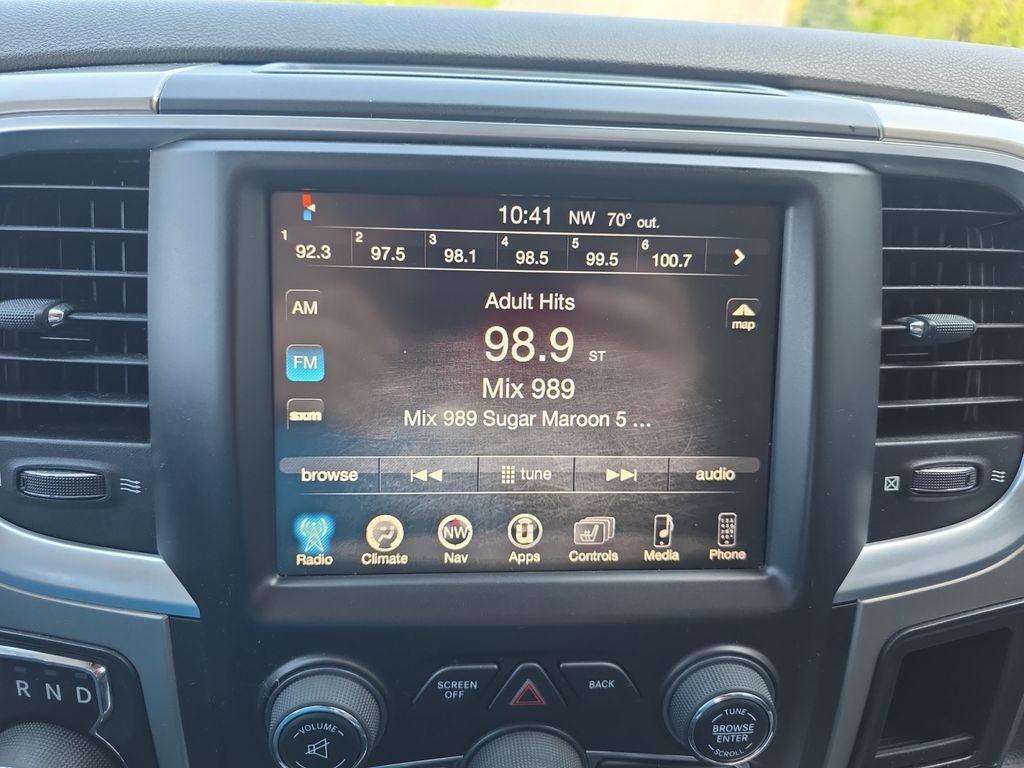 10:41 NW 70° out.
1 92.3 2 97.5 3 98.1 4 98.5 5 99.5 6 100.7
AM
Adult Hits
map
98.9 ST
FM
Mix 989
sxm
Mix 989 Sugar Maroon 5 ...
browse tune audio
NW
Radio Climate Nav Apps Controls Media Phone
R N D
SCREEN
OFF
BACK
VOLUME
TUNE
BROWSE
ENTER
SCROLL